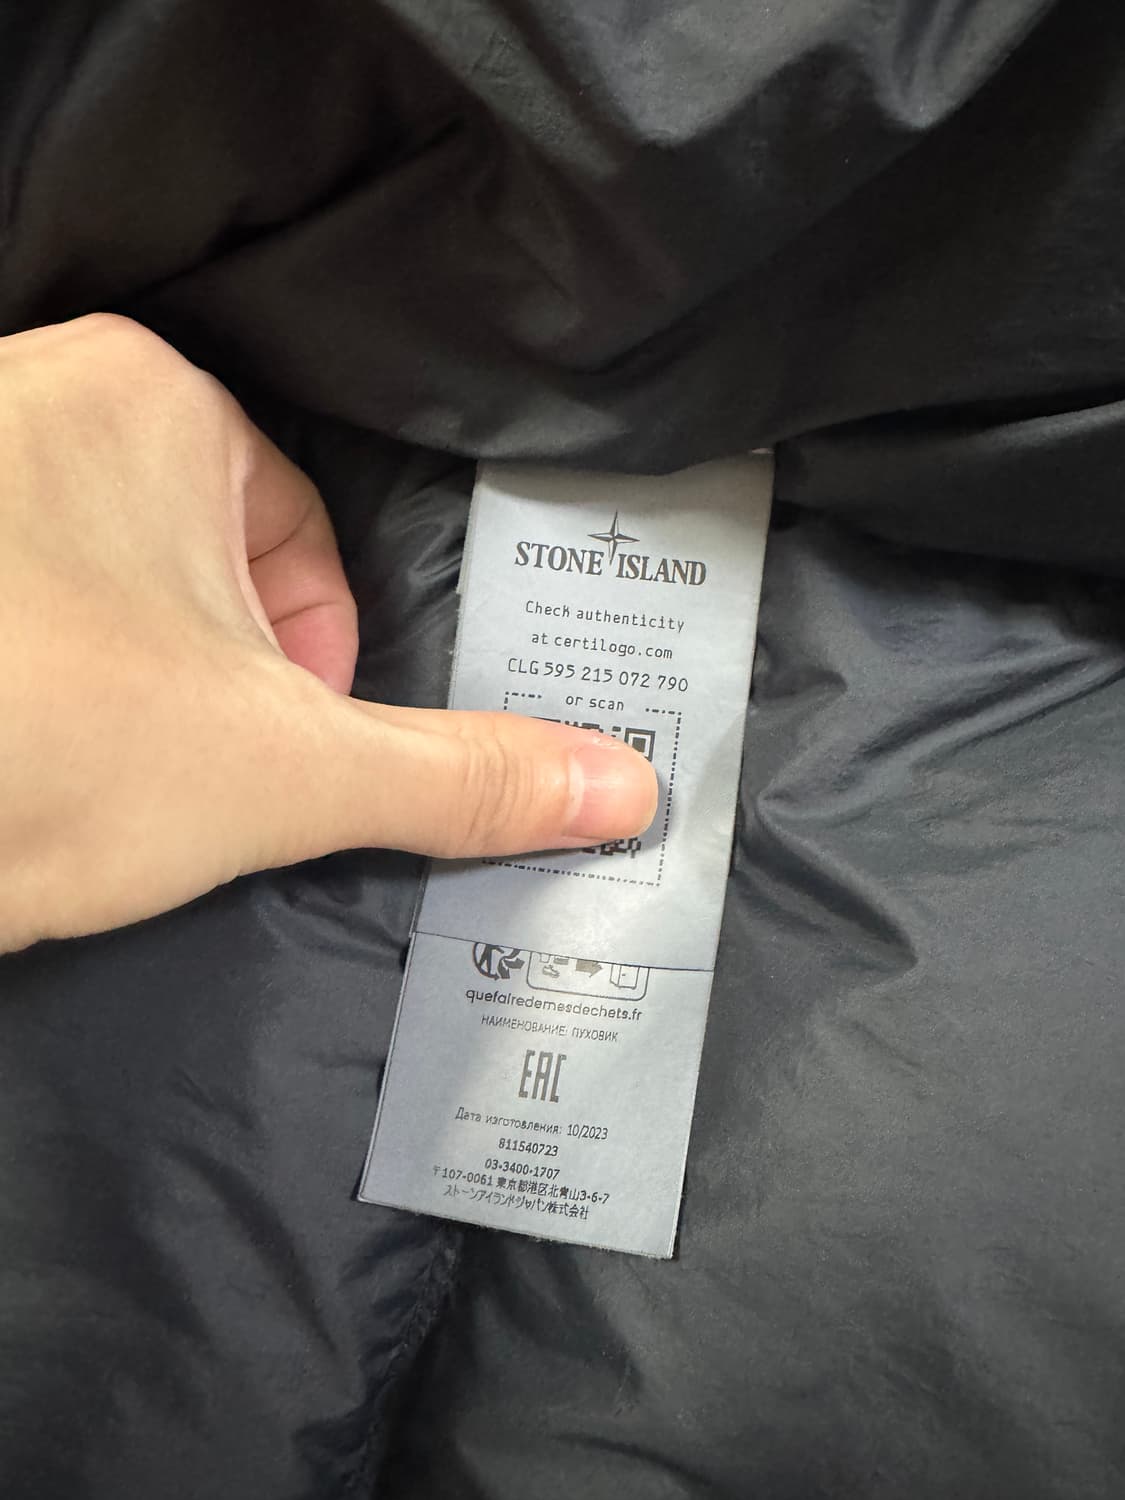 STONE ISLAND
Check authenticity
at certilogo.com
CLG 595 215 072 790
or scan
quefairedemesdechets.fr
НАИМЕНОВАНИЕ: ПУХОВИК
EAC
Дата изготовления: 10/2023
811540723
03-3400-1707
〒107-0061 東京都港区北青山3-6-7
ストーンアイランドジャパン株式会社